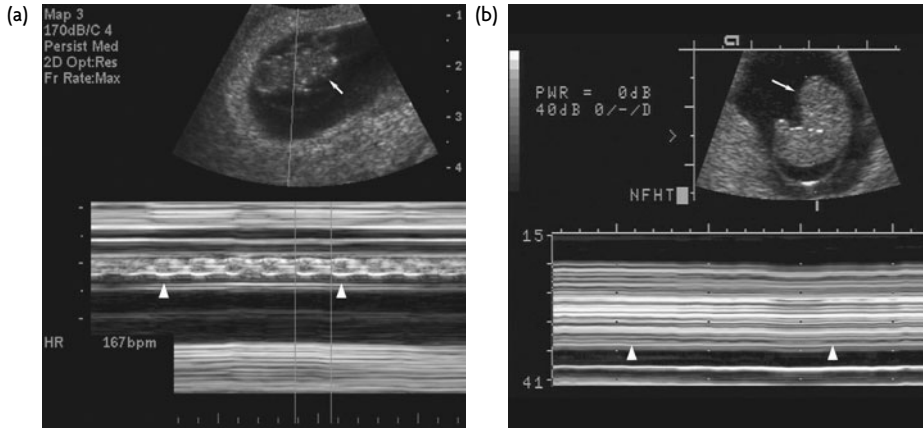 (a)
Map 3
170dB/C 4
Persist Med
2D Opt:Res
Fr Rate:Max
- 1
- 2
- 3
- 4
HR 167bpm
(b)
PWR = 0dB
40dB 0/-/D
NFHT
15
41